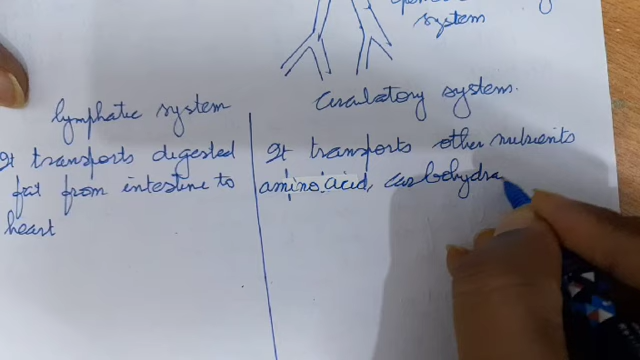 system
lymphatic system
Circulatory system.
It transports digested
fat from intestine to
heart
It transports other nutrients
amino acid, carbohydra